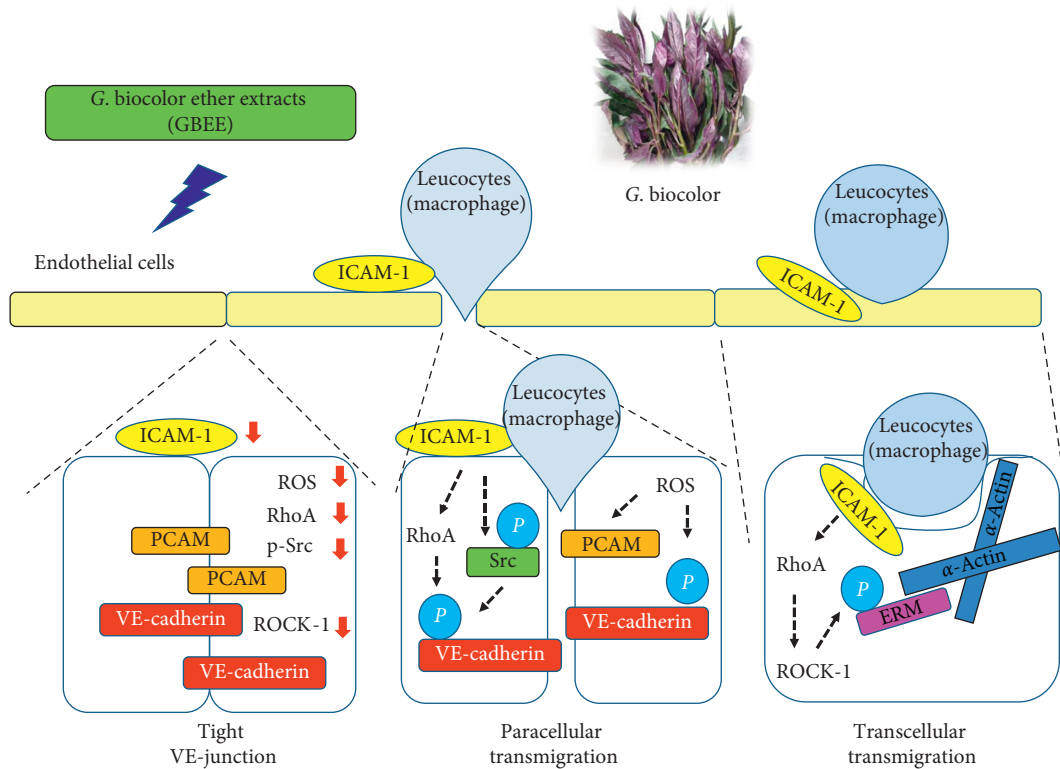 G. biocolor ether extracts
(GBEE)
Leucocytes
(macrophage)
G. biocolor
Leucocytes
(macrophage)
Endothelial cells
ICAM-1
ICAM-1
Leucocytes
(macrophage)
ICAM-1
ROS
RhoA
p-Src
PCAM
PCAM
VE-cadherin
ROCK-1
VE-cadherin
Tight
VE-junction
ICAM-1
RhoA
P
Src
P
VE-cadherin
ROS
PCAM
P
VE-cadherin
Paracellular
transmigration
Leucocytes
(macrophage)
ICAM-1
RhoA
P
ERM
α-Actin
α-Actin
ROCK-1
Transcellular
transmigration